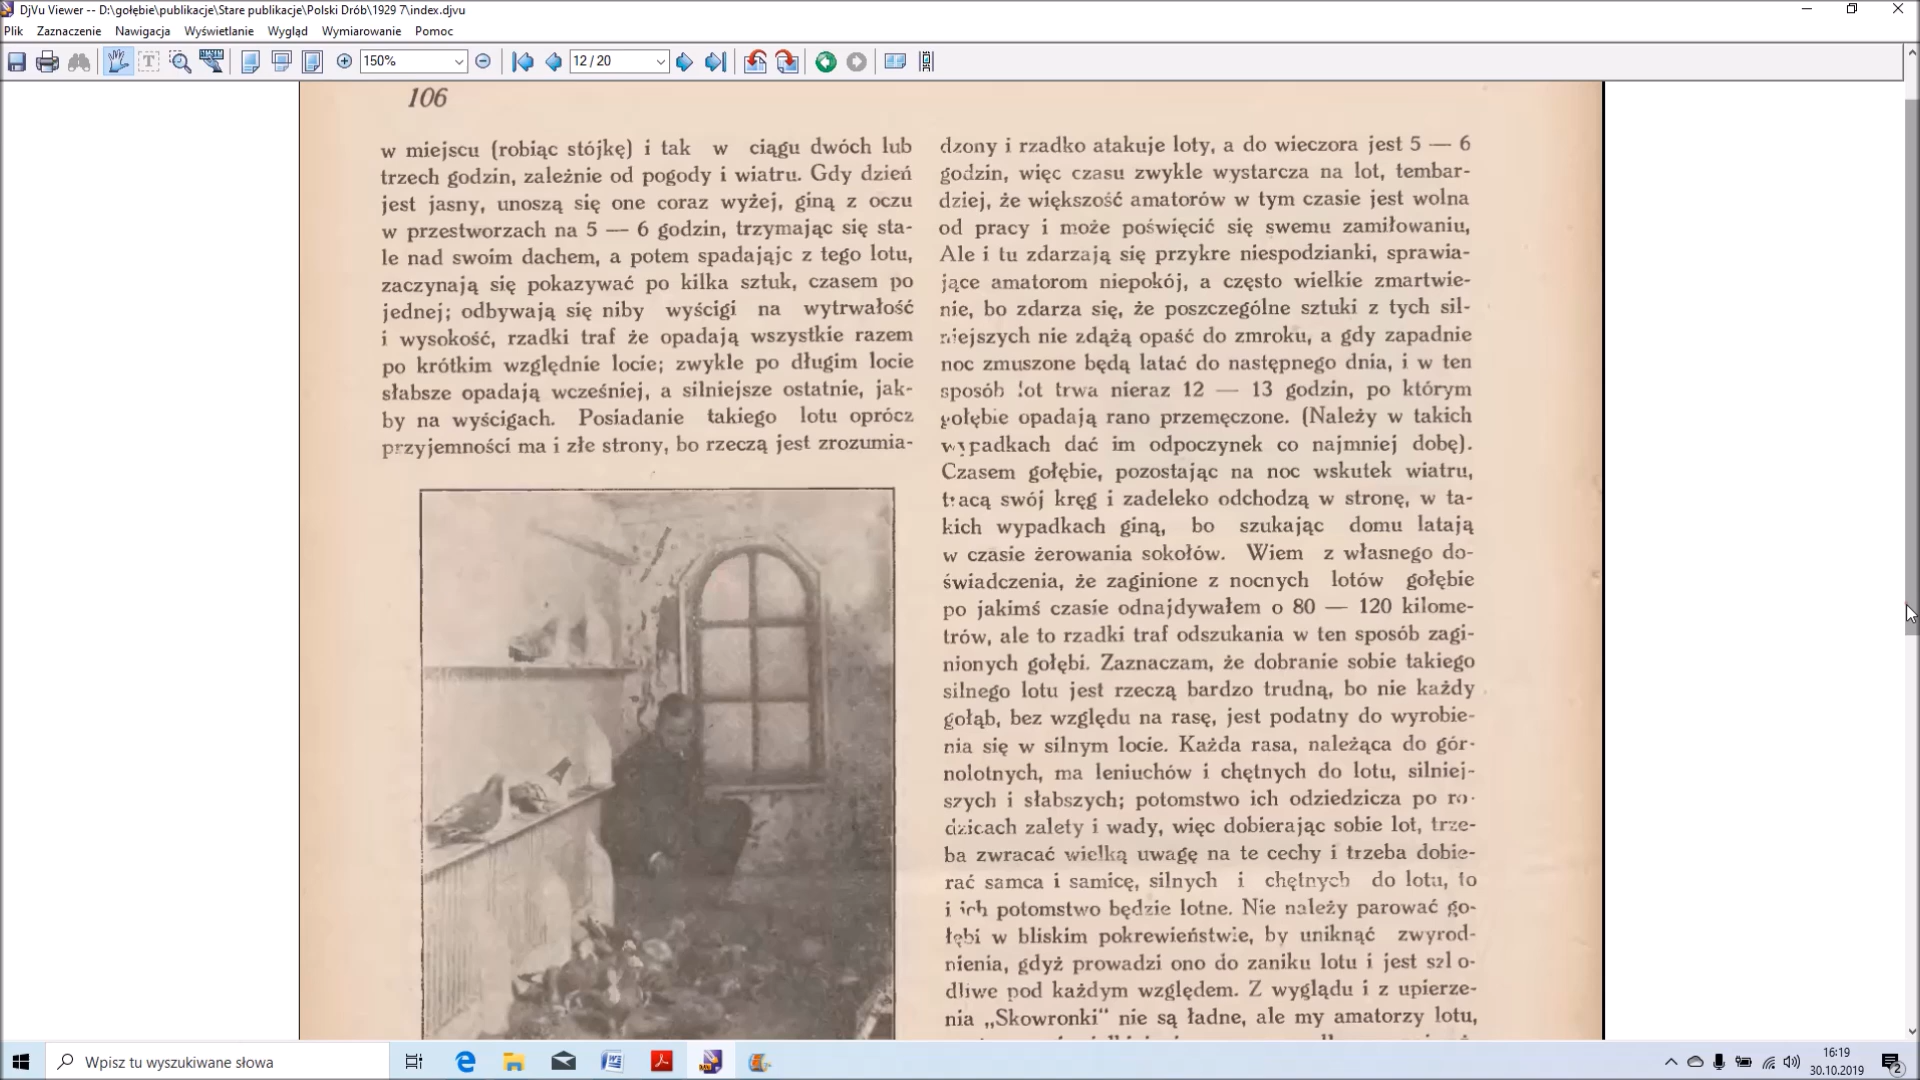 DjVu Viewer -- D:\gołębie\publikacje\Stare publikacje\Polski Drób\1929 7\index.djvu
Plik Zaznaczenie Nawigacja Wyświetlanie Wygląd Wymiarowanie Pomoc
150% 12 / 20
106
w miejscu (robiąc stójkę) i tak w ciągu dwóch lub
trzech godzin, zależnie od pogody i wiatru. Gdy dzień
jest jasny, unoszą się one coraz wyżej, giną z oczu
w przestworzach na 5 — 6 godzin, trzymając się sta-
le nad swoim dachem, a potem spadająjc z tego lotu,
zaczynają się pokazywać po kilka sztuk, czasem po
jednej; odbywają się niby wyścigi na wytrwałość
i wysokość, rzadki traf że opadają wszystkie razem
po krótkim względnie locie; zwykle po długim locie
słabsze opadają wcześniej, a silniejsze ostatnie, jak-
by na wyścigach. Posiadanie takiego lotu oprócz
przyjemności ma i złe strony, bo rzeczą jest zrozumia-
dzony i rzadko atakuje loty, a do wieczora jest 5 — 6
godzin, więc czasu zwykle wystarcza na lot, tembar-
dziej, że większość amatorów w tym czasie jest wolna
od pracy i może poświęcić się swemu zamiłowaniu,
Ale i tu zdarzają się przykre niespodzianki, sprawia-
jące amatorom niepokój, a często wielkie zmartwie-
nie, bo zdarza się, że poszczególne sztuki z tych sil-
niejszych nie zdążą opaść do zmroku, a gdy zapadnie
noc zmuszone będą latać do następnego dnia, i w ten
sposób lot trwa nieraz 12 — 13 godzin, po którym
gołębie opadają rano przemęczone. (Należy w takich
wypadkach dać im odpoczynek co najmniej dobę).
Czasem gołębie, pozostając na noc wskutek wiatru,
tracą swój kręg i zadeleko odchodzą w stronę, w ta-
kich wypadkach giną, bo szukając domu latają
w czasie żerowania sokołów. Wiem z własnego do-
świadczenia, że zaginione z nocnych lotów gołębie
po jakimś czasie odnajdywałem o 80 — 120 kilome-
trów, ale to rzadki traf odszukania w ten sposób zagi-
nionych gołębi. Zaznaczam, że dobranie sobie takiego
silnego lotu jest rzeczą bardzo trudną, bo nie każdy
gołąb, bez względu na rasę, jest podatny do wyrobie-
nia się w silnym locie. Każda rasa, należąca do gór-
nolotnych, ma leniuchów i chętnych do lotu, silniej-
szych i słabszych; potomstwo ich odziedzicza po ro-
dzicach zalety i wady, więc dobierając sobie lot, trze-
ba zwracać wielką uwagę na te cechy i trzeba dobie-
rać samca i samicę, silnych i chętnych do lotu, to
i ich potomstwo będzie lotne. Nie należy parować go-
łębi w bliskim pokrewieństwie, by uniknąć zwyrod-
nienia, gdyż prowadzi ono do zaniku lotu i jest szko-
dliwe pod każdym względem. Z wyglądu i z upierze-
nia „Skowronki“ nie są ładne, ale my amatorzy lotu,
Wpisz tu wyszukiwane słowa
16:19
30.10.2019
2